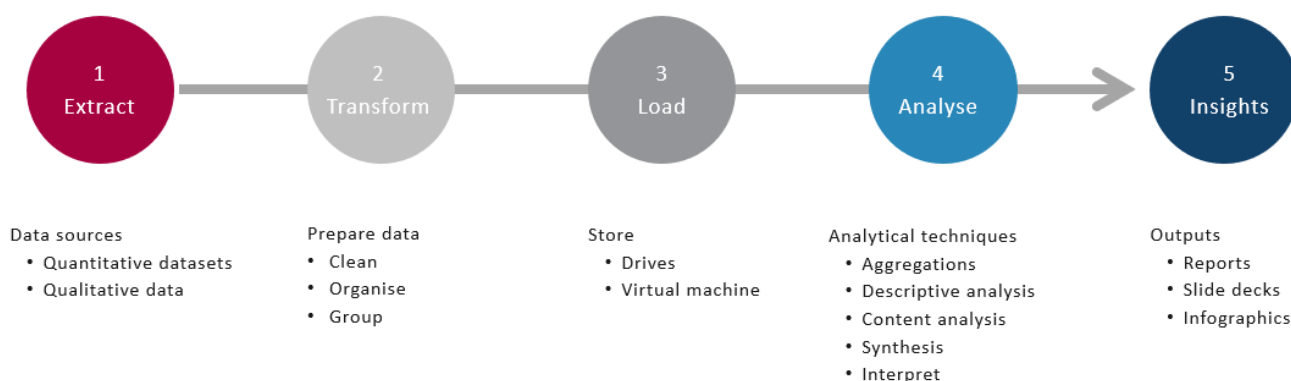 1
Extract
2
Transform
3
Load
4
Analyse
5
Insights
Data sources
• Quantitative datasets
• Qualitative data
Prepare data
• Clean
• Organise
• Group
Store
• Drives
• Virtual machine
Analytical techniques
• Aggregations
• Descriptive analysis
• Content analysis
• Synthesis
• Interpret
Outputs
• Reports
• Slide decks
• Infographics